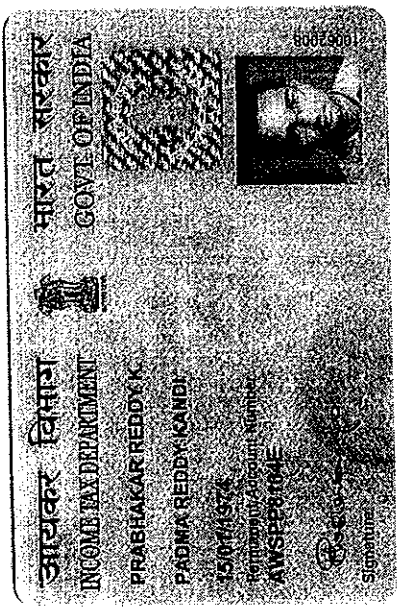 आयकर विभाग भारत सरकार
INCOME TAX DEPARTMENT GOVT. OF INDIA
PRABHAKAR REDDY K
PADMA REDDY KANDI
15/01/1974
Permanent Account Number
AWSPP8104E
Signature